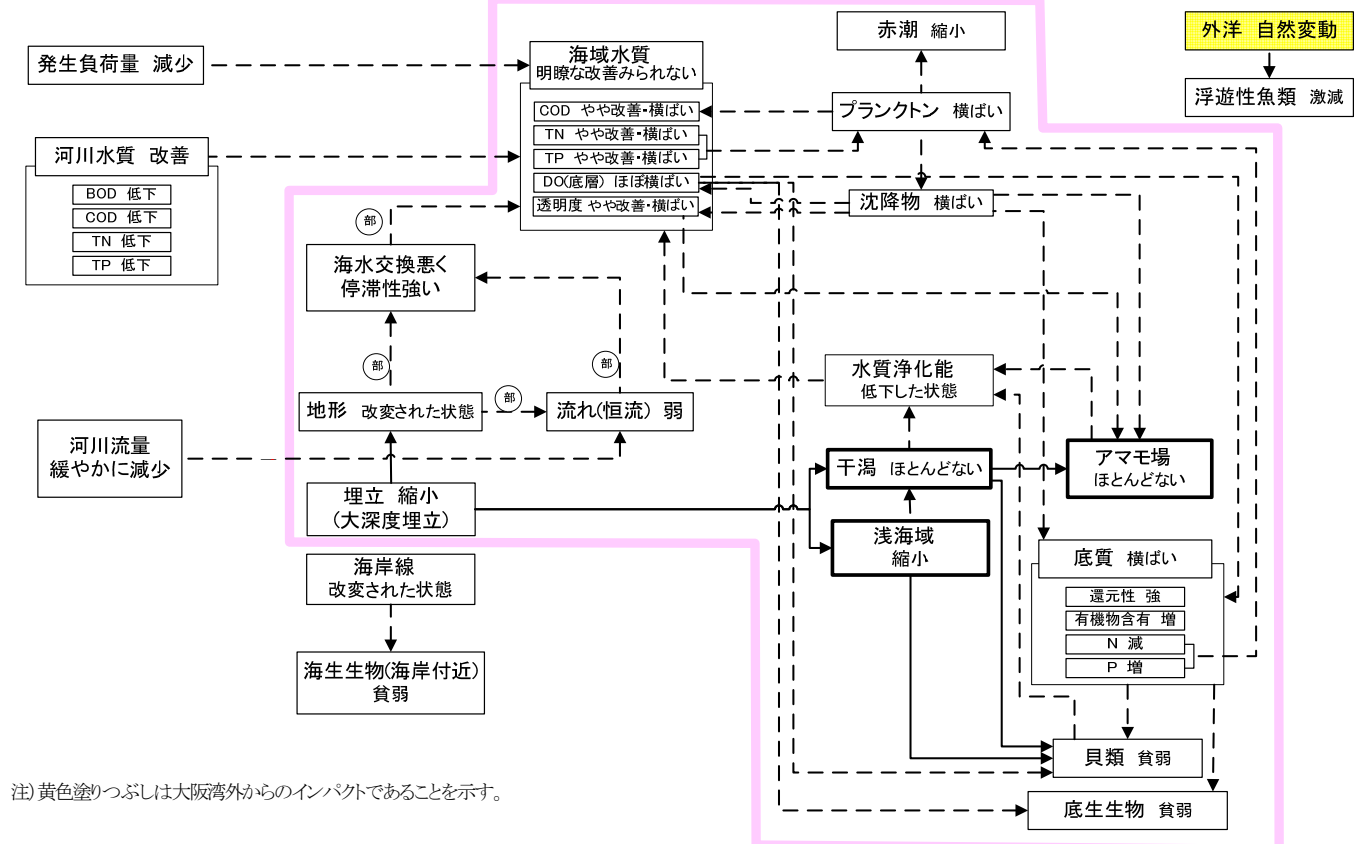 発生負荷量 減少
河川水質 改善
BOD 低下
COD 低下
TN 低下
TP 低下
河川流量
緩やかに減少
海域水質
明瞭な改善みられない
COD やや改善・横ばい
TN やや改善・横ばい
TP やや改善・横ばい
DO(底層) ほぼ横ばい
透明度 やや改善・横ばい
赤潮 縮小
プランクトン 横ばい
沈降物 横ばい
外洋 自然変動
浮遊性魚類 激減
部
海水交換悪く
停滞性強い
部
部
部
地形 改変された状態
流れ(恒流) 弱
埋立 縮小
(大深度埋立)
海岸線
改変された状態
海生生物(海岸付近)
貧弱
水質浄化能
低下した状態
干潟 ほとんどない
浅海域
縮小
アマモ場
ほとんどない
底質 横ばい
還元性 強
有機物含有 増
N 減
P 増
貝類 貧弱
底生生物 貧弱
注)黄色塗りつぶしは大阪湾外からのインパクトであることを示す。